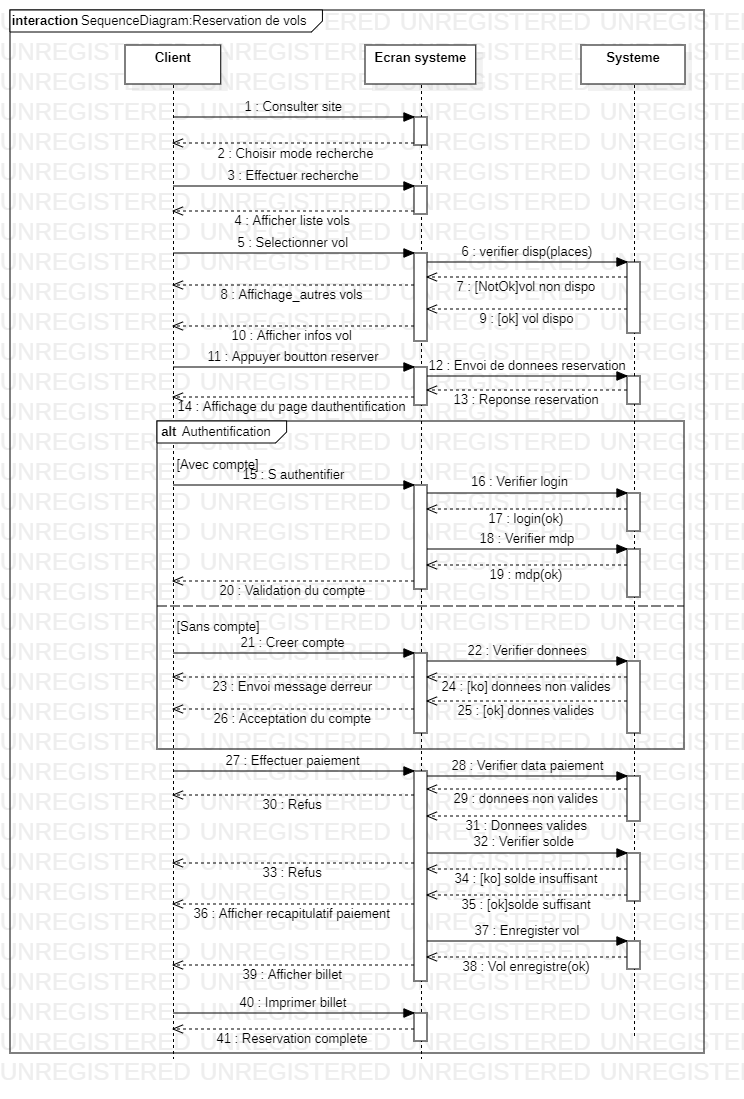 interaction SequenceDiagram:Reservation de vols
Client
Ecran systeme
Systeme
1 : Consulter site
2 : Choisir mode recherche
3 : Effectuer recherche
4 : Afficher liste vols
5 : Selectionner vol
6 : verifier disp(places)
7 : [NotOk]vol non dispo
8 : Affichage_autres vols
9 : [ok] vol dispo
10 : Afficher infos vol
11 : Appuyer boutton reserver
12 : Envoi de donnees reservation
13 : Reponse reservation
14 : Affichage du page dauthentification
alt Authentification
[Avec compte]
15 : S authentifier
16 : Verifier login
17 : login(ok)
18 : Verifier mdp
19 : mdp(ok)
20 : Validation du compte
[Sans compte]
21 : Creer compte
22 : Verifier donnees
23 : Envoi message derreur
24 : [ko] donnees non valides
25 : [ok] donnes valides
26 : Acceptation du compte
27 : Effectuer paiement
28 : Verifier data paiement
29 : donnees non valides
30 : Refus
31 : Donnees valides
32 : Verifier solde
33 : Refus
34 : [ko] solde insuffisant
35 : [ok]solde suffisant
36 : Afficher recapitulatif paiement
37 : Enregister vol
38 : Vol enregistre(ok)
39 : Afficher billet
40 : Imprimer billet
41 : Reservation complete
UNREGISTERED